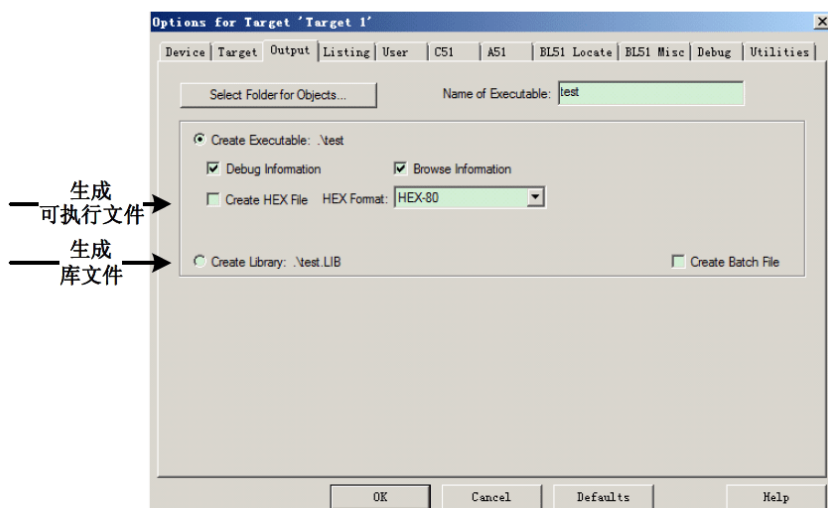 Options for Target 'Target 1'
Device Target Output Listing User C51 A51 BL51 Locate BL51 Misc Debug Utilities
Select Folder for Objects... Name of Executable: test
Create Executable: .\test
Debug Information Browse Information
生成
可执行文件
Create HEX File HEX Format: HEX-80
生成
库文件
Create Library: .\test.LIB Create Batch File
OK Cancel Defaults Help